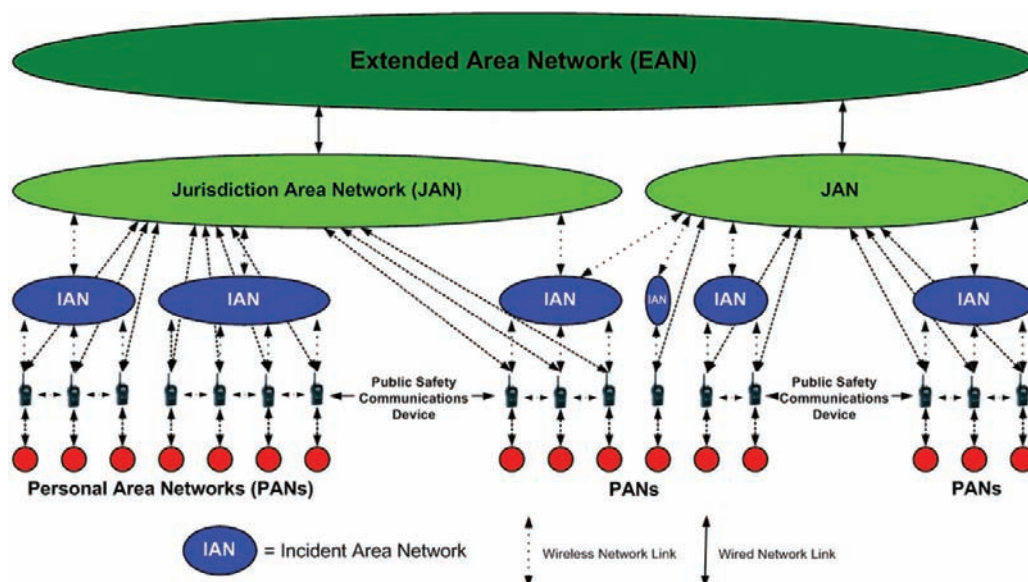 Extended Area Network (EAN)
Jurisdiction Area Network (JAN)
JAN
IAN
IAN
IAN
IAN
IAN
IAN
Public Safety
Communications
Device
Public Safety
Communications
Device
Personal Area Networks (PANs)
PANs
PANs
IAN
= Incident Area Network
Wireless Network Link
Wired Network Link